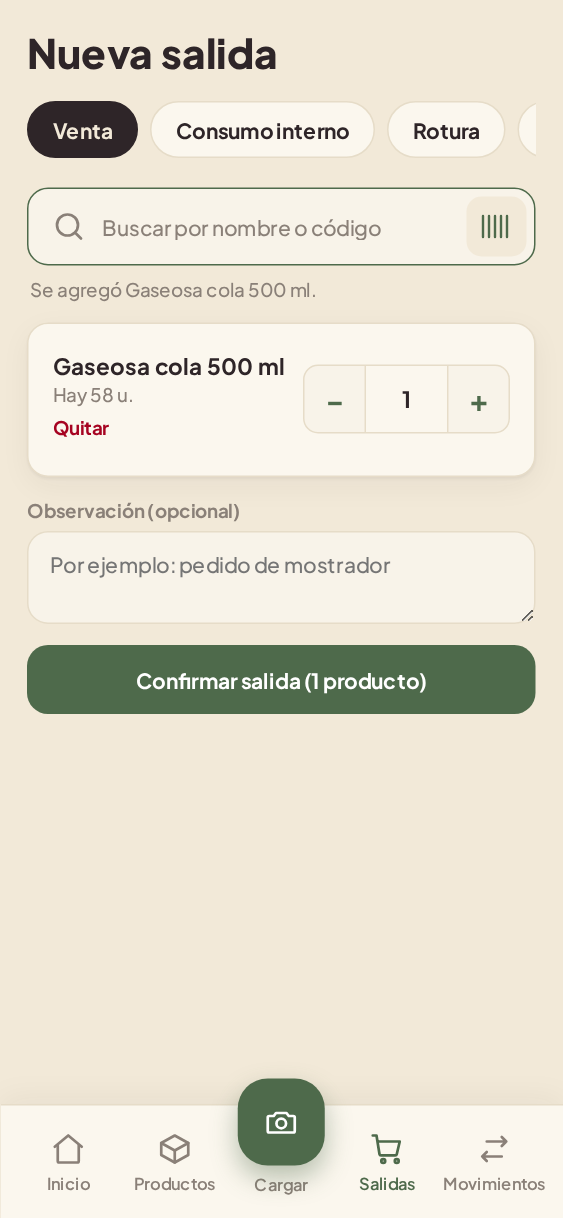 Nueva salida
Venta
Consumo interno
Rotura
Buscar por nombre o código
Se agregó Gaseosa cola 500 ml.
Gaseosa cola 500 ml
Hay 58 u.
Quitar
− 1 +
Observación (opcional)
Por ejemplo: pedido de mostrador
Confirmar salida (1 producto)
Inicio
Productos
Cargar
Salidas
Movimientos